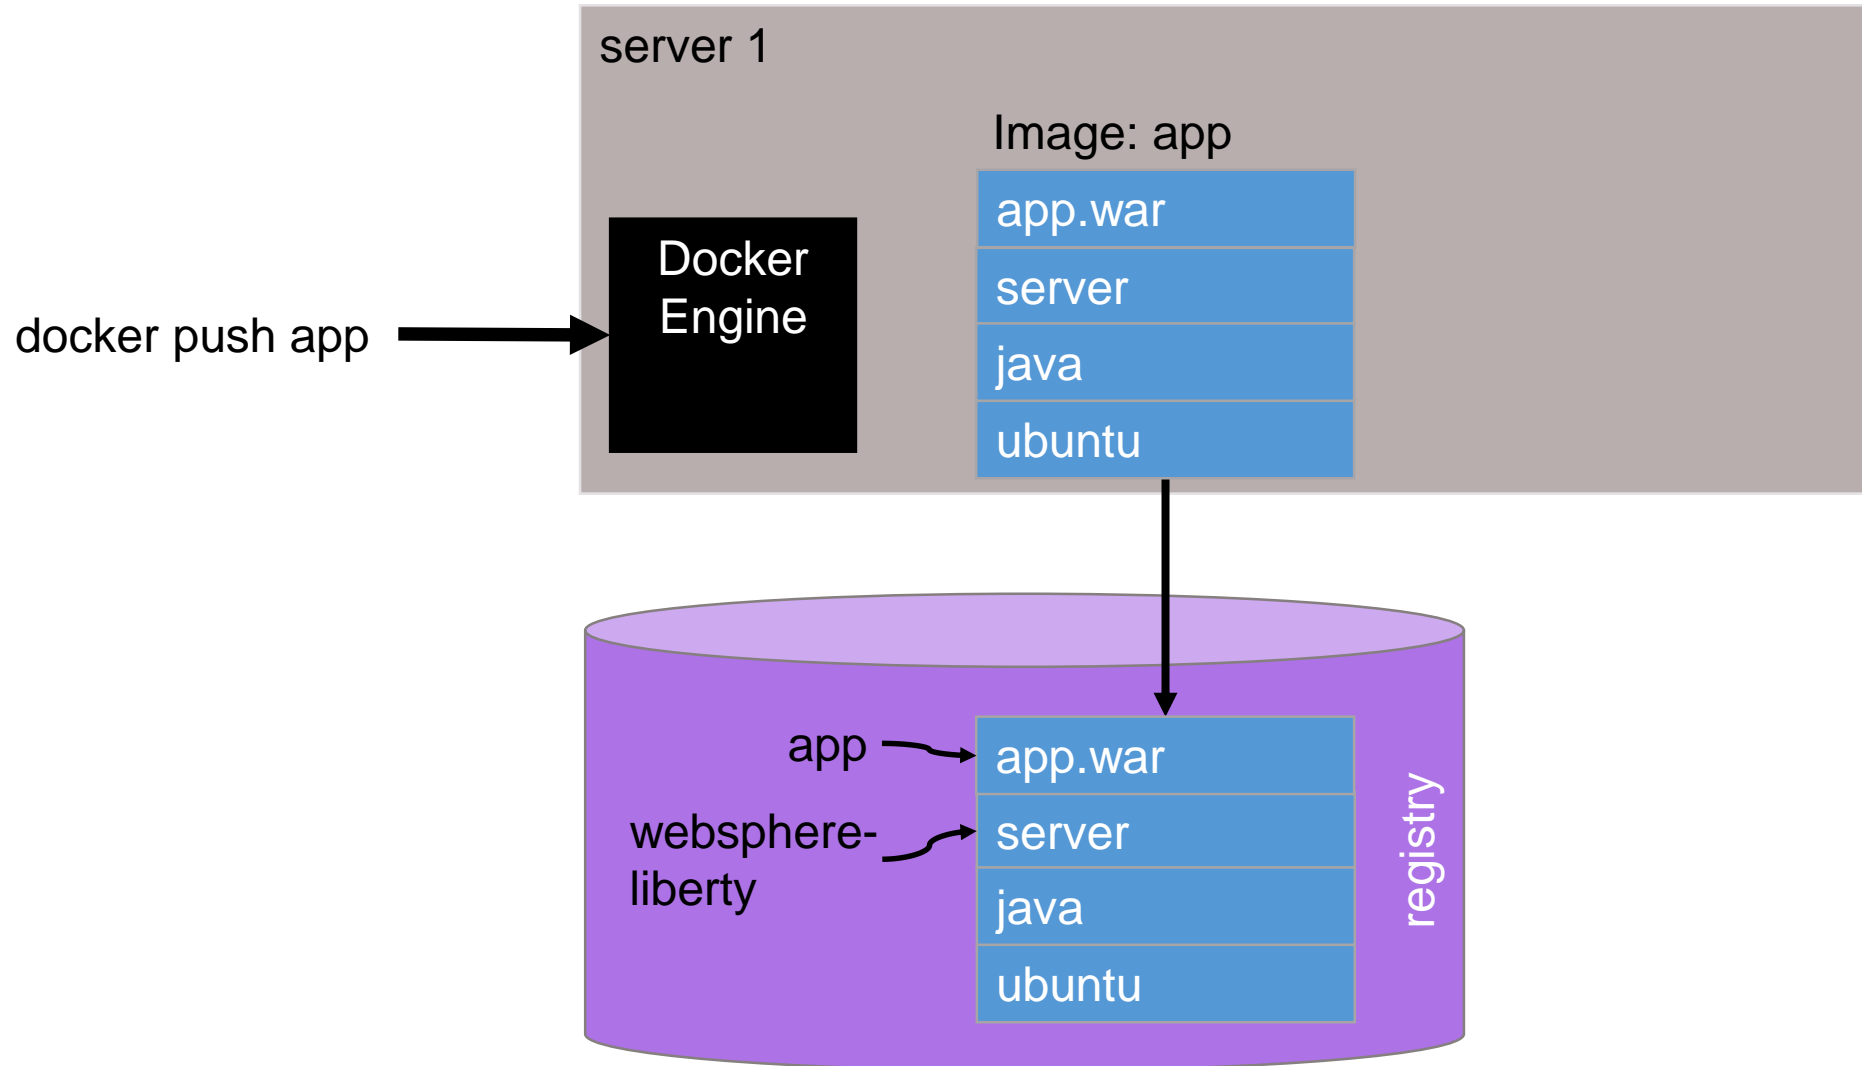 server 1
Image: app
app.war
server
java
ubuntu
Docker
Engine
docker push app
app
websphere-
liberty
app.war
server
java
ubuntu
registry